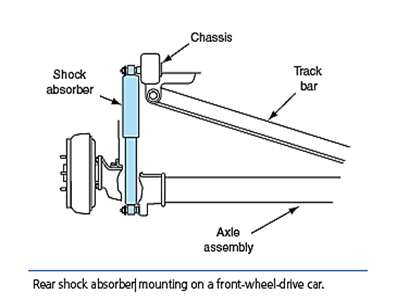 Chassis
Shock
absorber
Track
bar
Axle
assembly
Rear shock absorber mounting on a front-wheel-drive car.